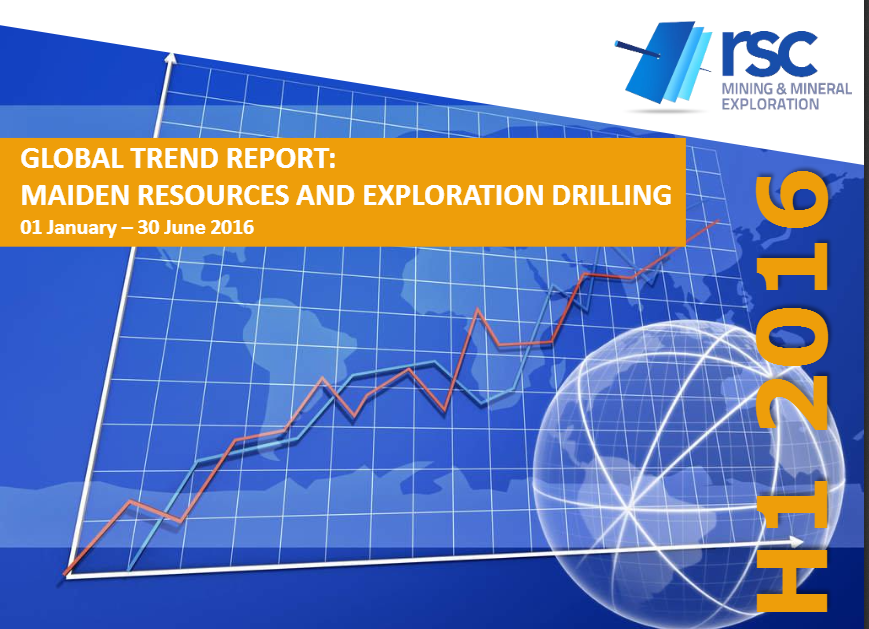 rsc
MINING & MINERAL
EXPLORATION
GLOBAL TREND REPORT:
MAIDEN RESOURCES AND EXPLORATION DRILLING
01 January – 30 June 2016
H1 2016